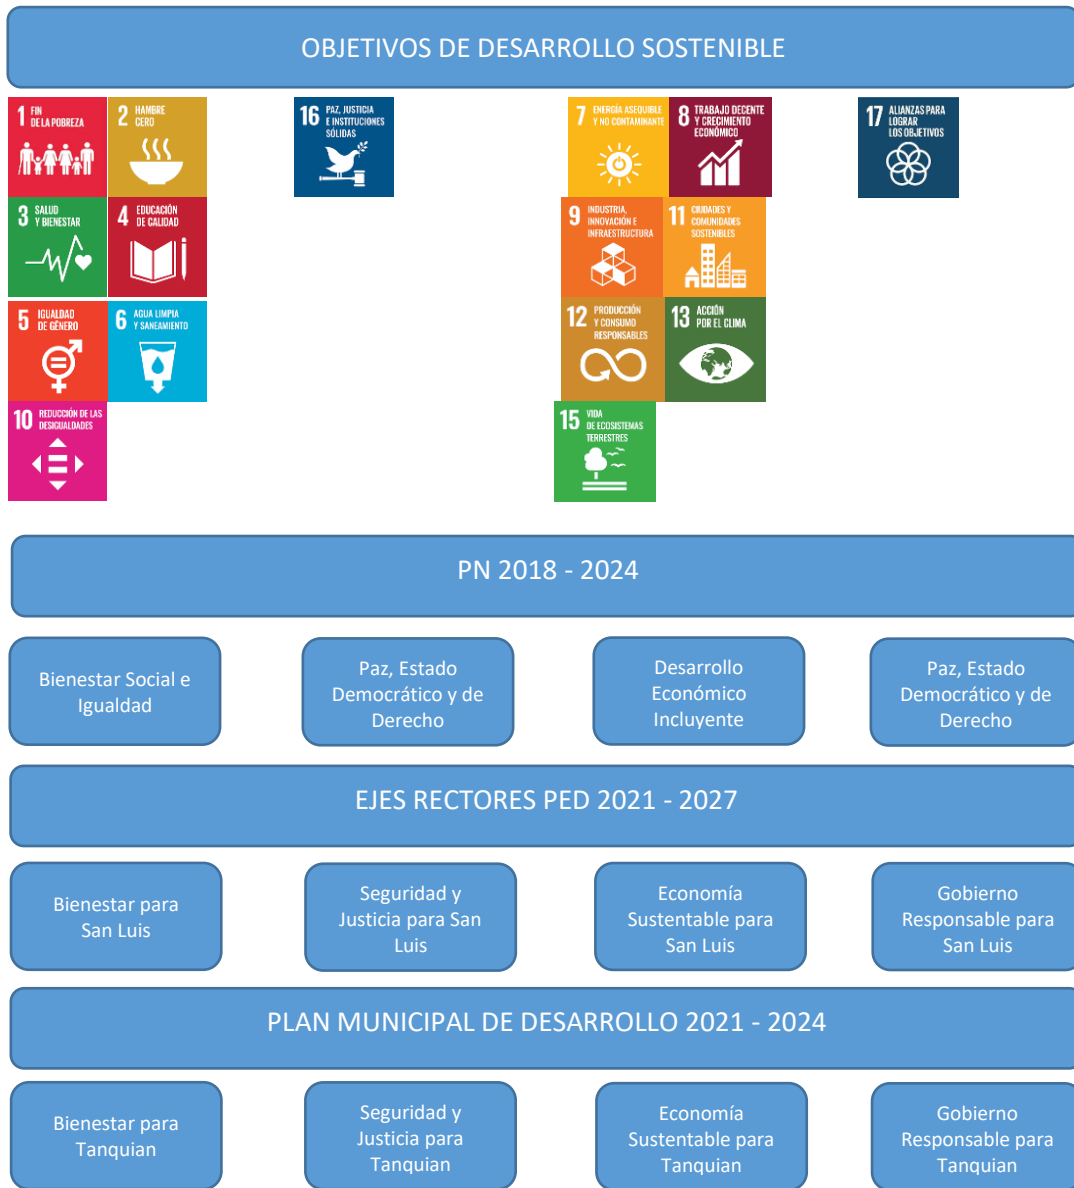 OBJETIVOS DE DESARROLLO SOSTENIBLE
1 FIN
DE LA POBREZA
2 HAMBRE
CERO
16 PAZ, JUSTICIA
E INSTITUCIONES
SÓLIDAS
7 ENERGÍA ASEQUIBLE
Y NO CONTAMINANTE
8 TRABAJO DECENTE
Y CRECIMIENTO
ECONÓMICO
17 ALIANZAS PARA
LOGRAR
LOS OBJETIVOS
3 SALUD
Y BIENESTAR
4 EDUCACIÓN
DE CALIDAD
9 INDUSTRIA,
INNOVACIÓN E
INFRAESTRUCTURA
11 CIUDADES Y
COMUNIDADES
SOSTENIBLES
5 IGUALDAD
DE GÉNERO
6 AGUA LIMPIA
Y SANEAMIENTO
12 PRODUCCIÓN
Y CONSUMO
RESPONSABLES
13 ACCIÓN
POR EL CLIMA
10 REDUCCIÓN DE LAS
DESIGUALDADES
15 VIDA
DE ECOSISTEMAS
TERRESTRES
PN 2018 - 2024
Bienestar Social e
Igualdad
Paz, Estado
Democrático y de
Derecho
Desarrollo
Económico
Incluyente
Paz, Estado
Democrático y de
Derecho
EJES RECTORES PED 2021 - 2027
Bienestar para
San Luis
Seguridad y
Justicia para San
Luis
Economía
Sustentable para
San Luis
Gobierno
Responsable para
San Luis
PLAN MUNICIPAL DE DESARROLLO 2021 - 2024
Bienestar para
Tanquian
Seguridad y
Justicia para
Tanquian
Economía
Sustentable para
Tanquian
Gobierno
Responsable para
Tanquian